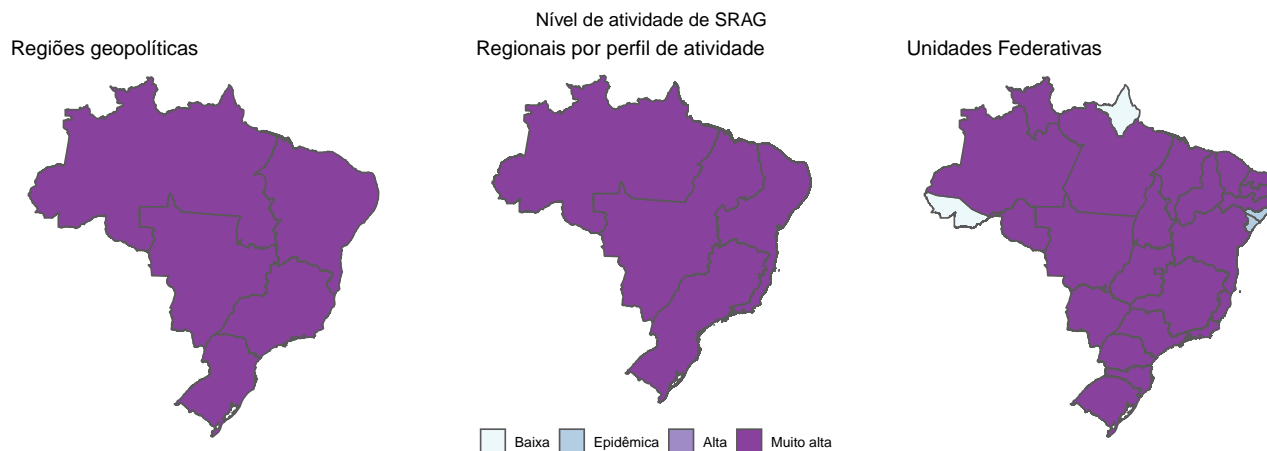 Nível de atividade de SRAG
Regiões geopolíticas
Regionais por perfil de atividade
Unidades Federativas
Baixa
Epidêmica
Alta
Muito alta